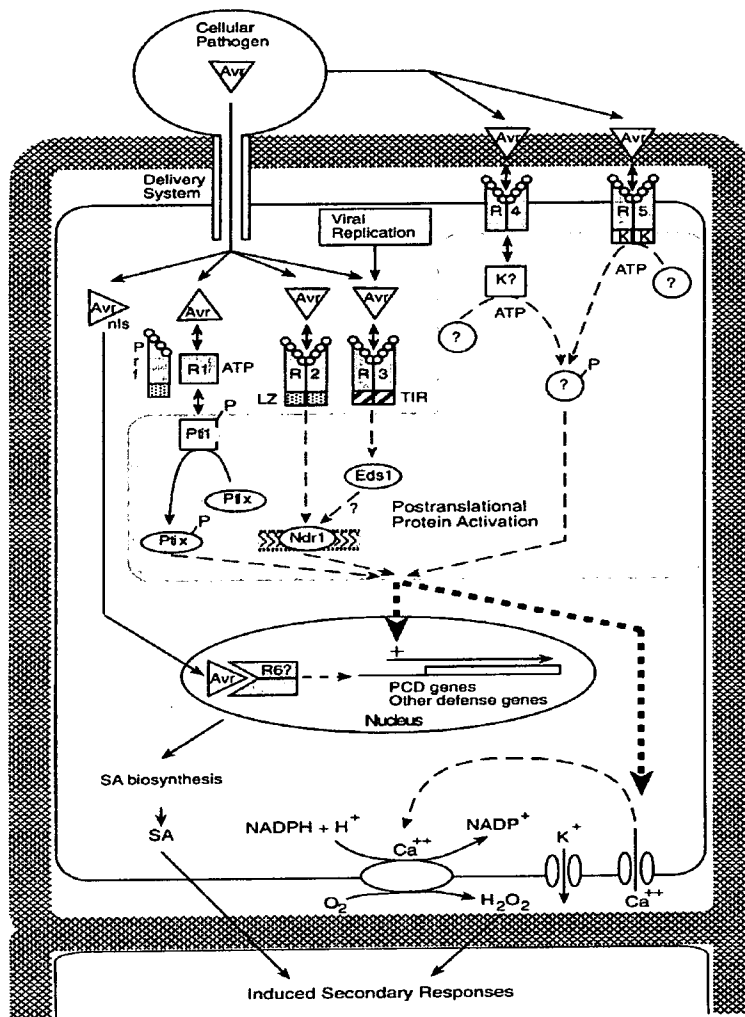 Cellular
Pathogen
Avr
Avr
Avr
Delivery
System
Viral
Replication
R 4
R 5
K K
K?
ATP
ATP
?
?
?
P
Avr
nls
Avr
Avr
Avr
Prf
R1
ATP
R 2
R 3
LZ
TIR
P
Pti1
Ptix
Eds1
?
P
Ptix
Ndr1
Postranslational
Protein Activation
+
Avr
R6?
PCD genes
Other defense genes
Nucleus
SA biosynthesis
SA
NADPH + H+
NADP+
Ca++
K+
O2
H2O2
Ca++
Induced Secondary Responses